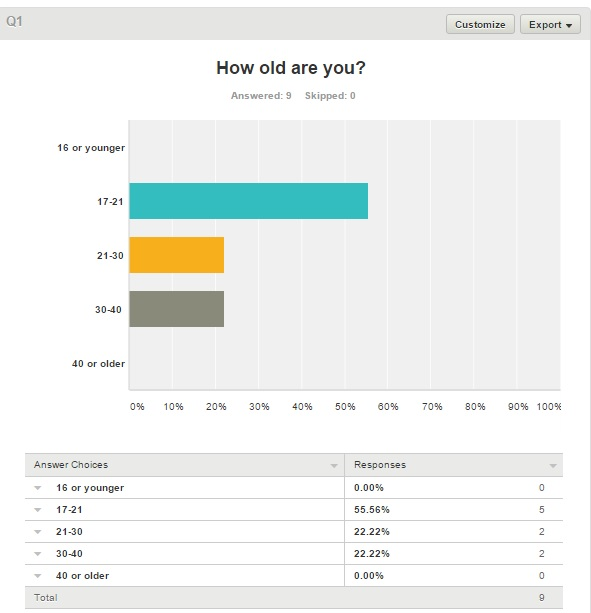 Q1
Customize Export
How old are you?
Answered: 9 Skipped: 0
16 or younger
17-21
21-30
30-40
40 or older
0% 10% 20% 30% 40% 50% 60% 70% 80% 90% 100%
Answer Choices Responses
16 or younger 0.00% 0
17-21 55.56% 5
21-30 22.22% 2
30-40 22.22% 2
40 or older 0.00% 0
Total 9